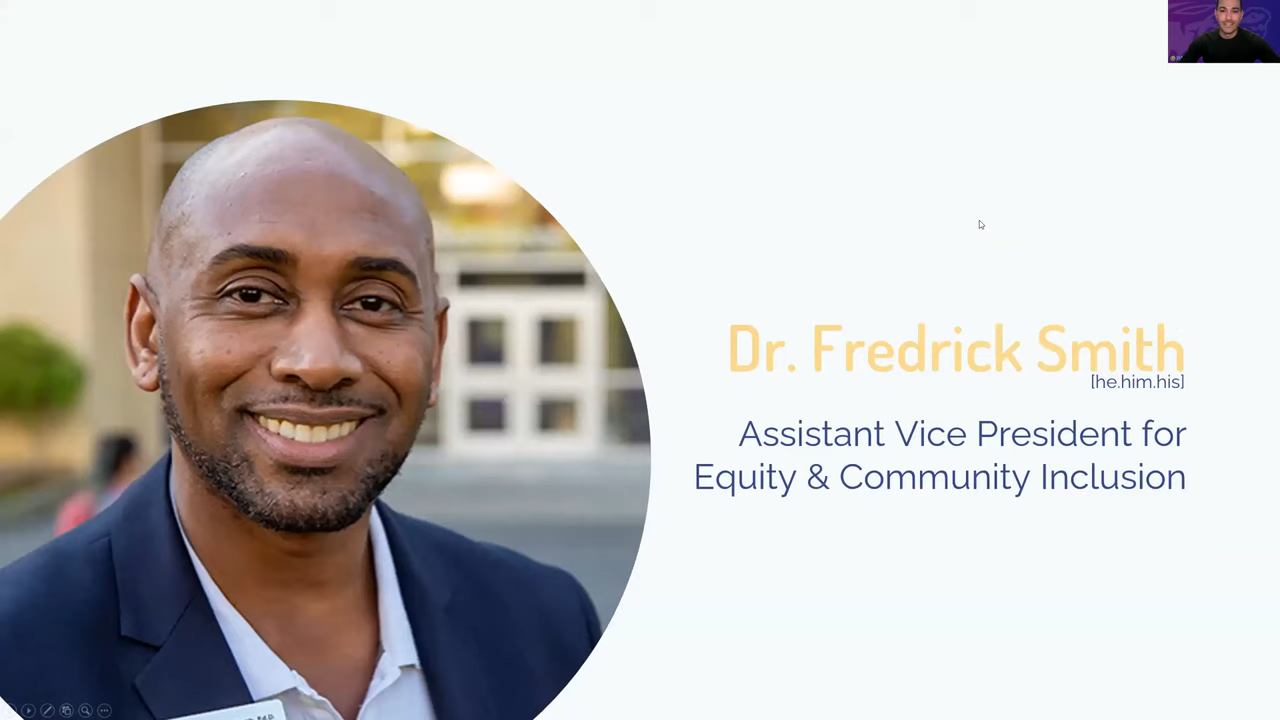 Dr. Fredrick Smith
[he.him.his]
Assistant Vice President for
Equity & Community Inclusion